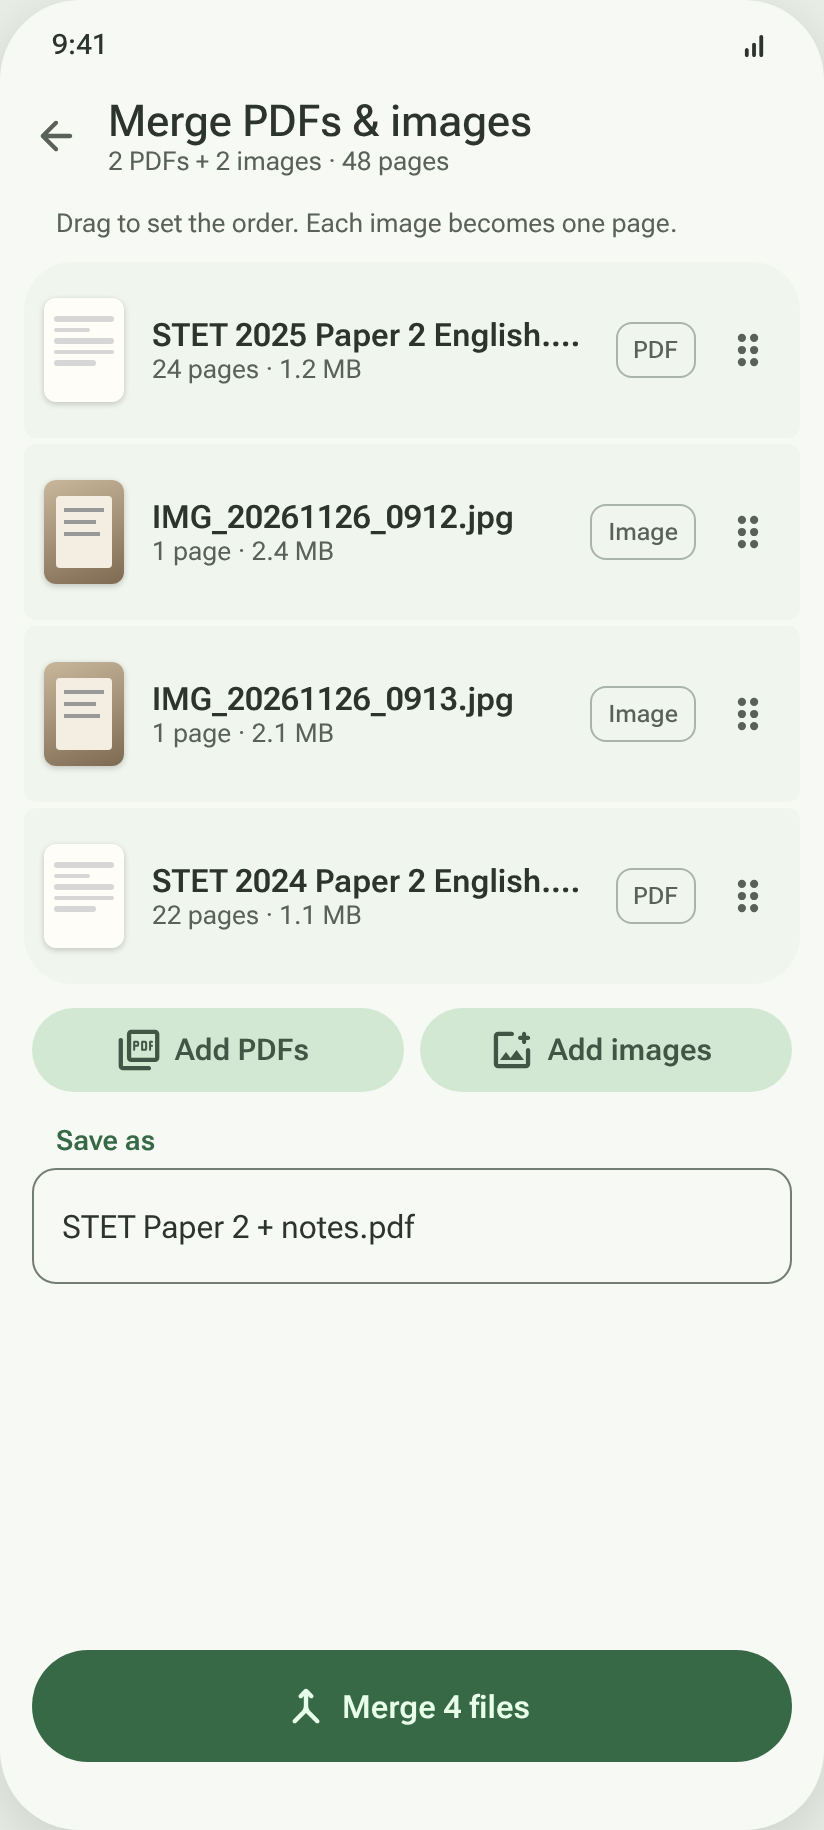 9:41
Merge PDFs & images
2 PDFs + 2 images · 48 pages
Drag to set the order. Each image becomes one page.
STET 2025 Paper 2 English....
24 pages · 1.2 MB
PDF
IMG_20261126_0912.jpg
1 page · 2.4 MB
Image
IMG_20261126_0913.jpg
1 page · 2.1 MB
Image
STET 2024 Paper 2 English....
22 pages · 1.1 MB
PDF
PDF Add PDFs
Add images
Save as
STET Paper 2 + notes.pdf
Merge 4 files